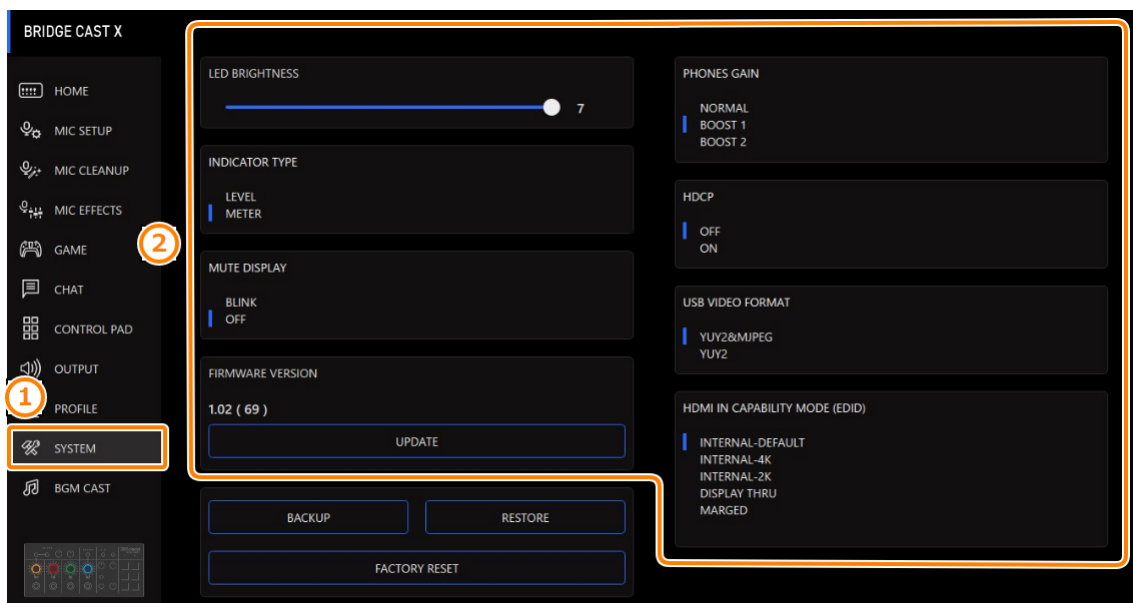 BRIDGE CAST X
HOME
MIC SETUP
MIC CLEANUP
MIC EFFECTS
GAME
CHAT
CONTROL PAD
OUTPUT
PROFILE
SYSTEM
BGM CAST
1
2
LED BRIGHTNESS
7
INDICATOR TYPE
LEVEL
METER
MUTE DISPLAY
BLINK
OFF
FIRMWARE VERSION
1.02 ( 69 )
UPDATE
BACKUP
RESTORE
FACTORY RESET
PHONES GAIN
NORMAL
BOOST 1
BOOST 2
HDCP
OFF
ON
USB VIDEO FORMAT
YUY2&MJPEG
YUY2
HDMI IN CAPABILITY MODE (EDID)
INTERNAL-DEFAULT
INTERNAL-4K
INTERNAL-2K
DISPLAY THRU
MARGED